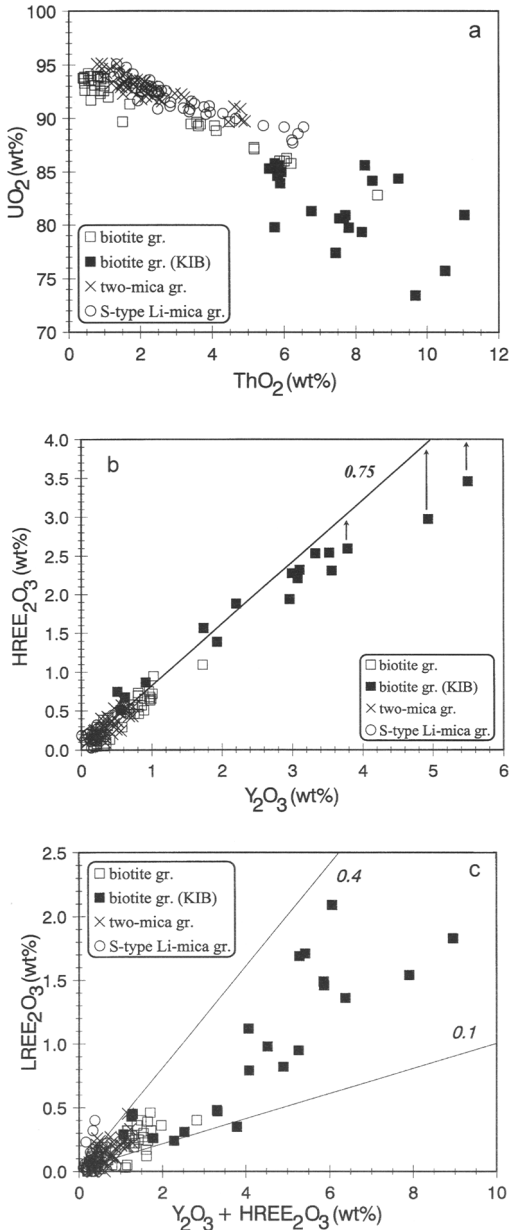 a
100
95
90
85
80
75
70
UO2 (wt%)
biotite gr.
biotite gr. (KIB)
two-mica gr.
S-type Li-mica gr.
0 2 4 6 8 10 12
ThO2 (wt%)
b
0.75
4.0
3.5
3.0
2.5
2.0
1.5
1.0
0.5
0.0
HREE2O3 (wt%)
biotite gr.
biotite gr. (KIB)
two-mica gr.
S-type Li-mica gr.
0 1 2 3 4 5 6
Y2O3 (wt%)
c
0.4
0.1
2.5
2.0
1.5
1.0
0.5
0.0
LREE2O3 (wt%)
biotite gr.
biotite gr. (KIB)
two-mica gr.
S-type Li-mica gr.
0 2 4 6 8 10
Y2O3 + HREE2O3 (wt%)